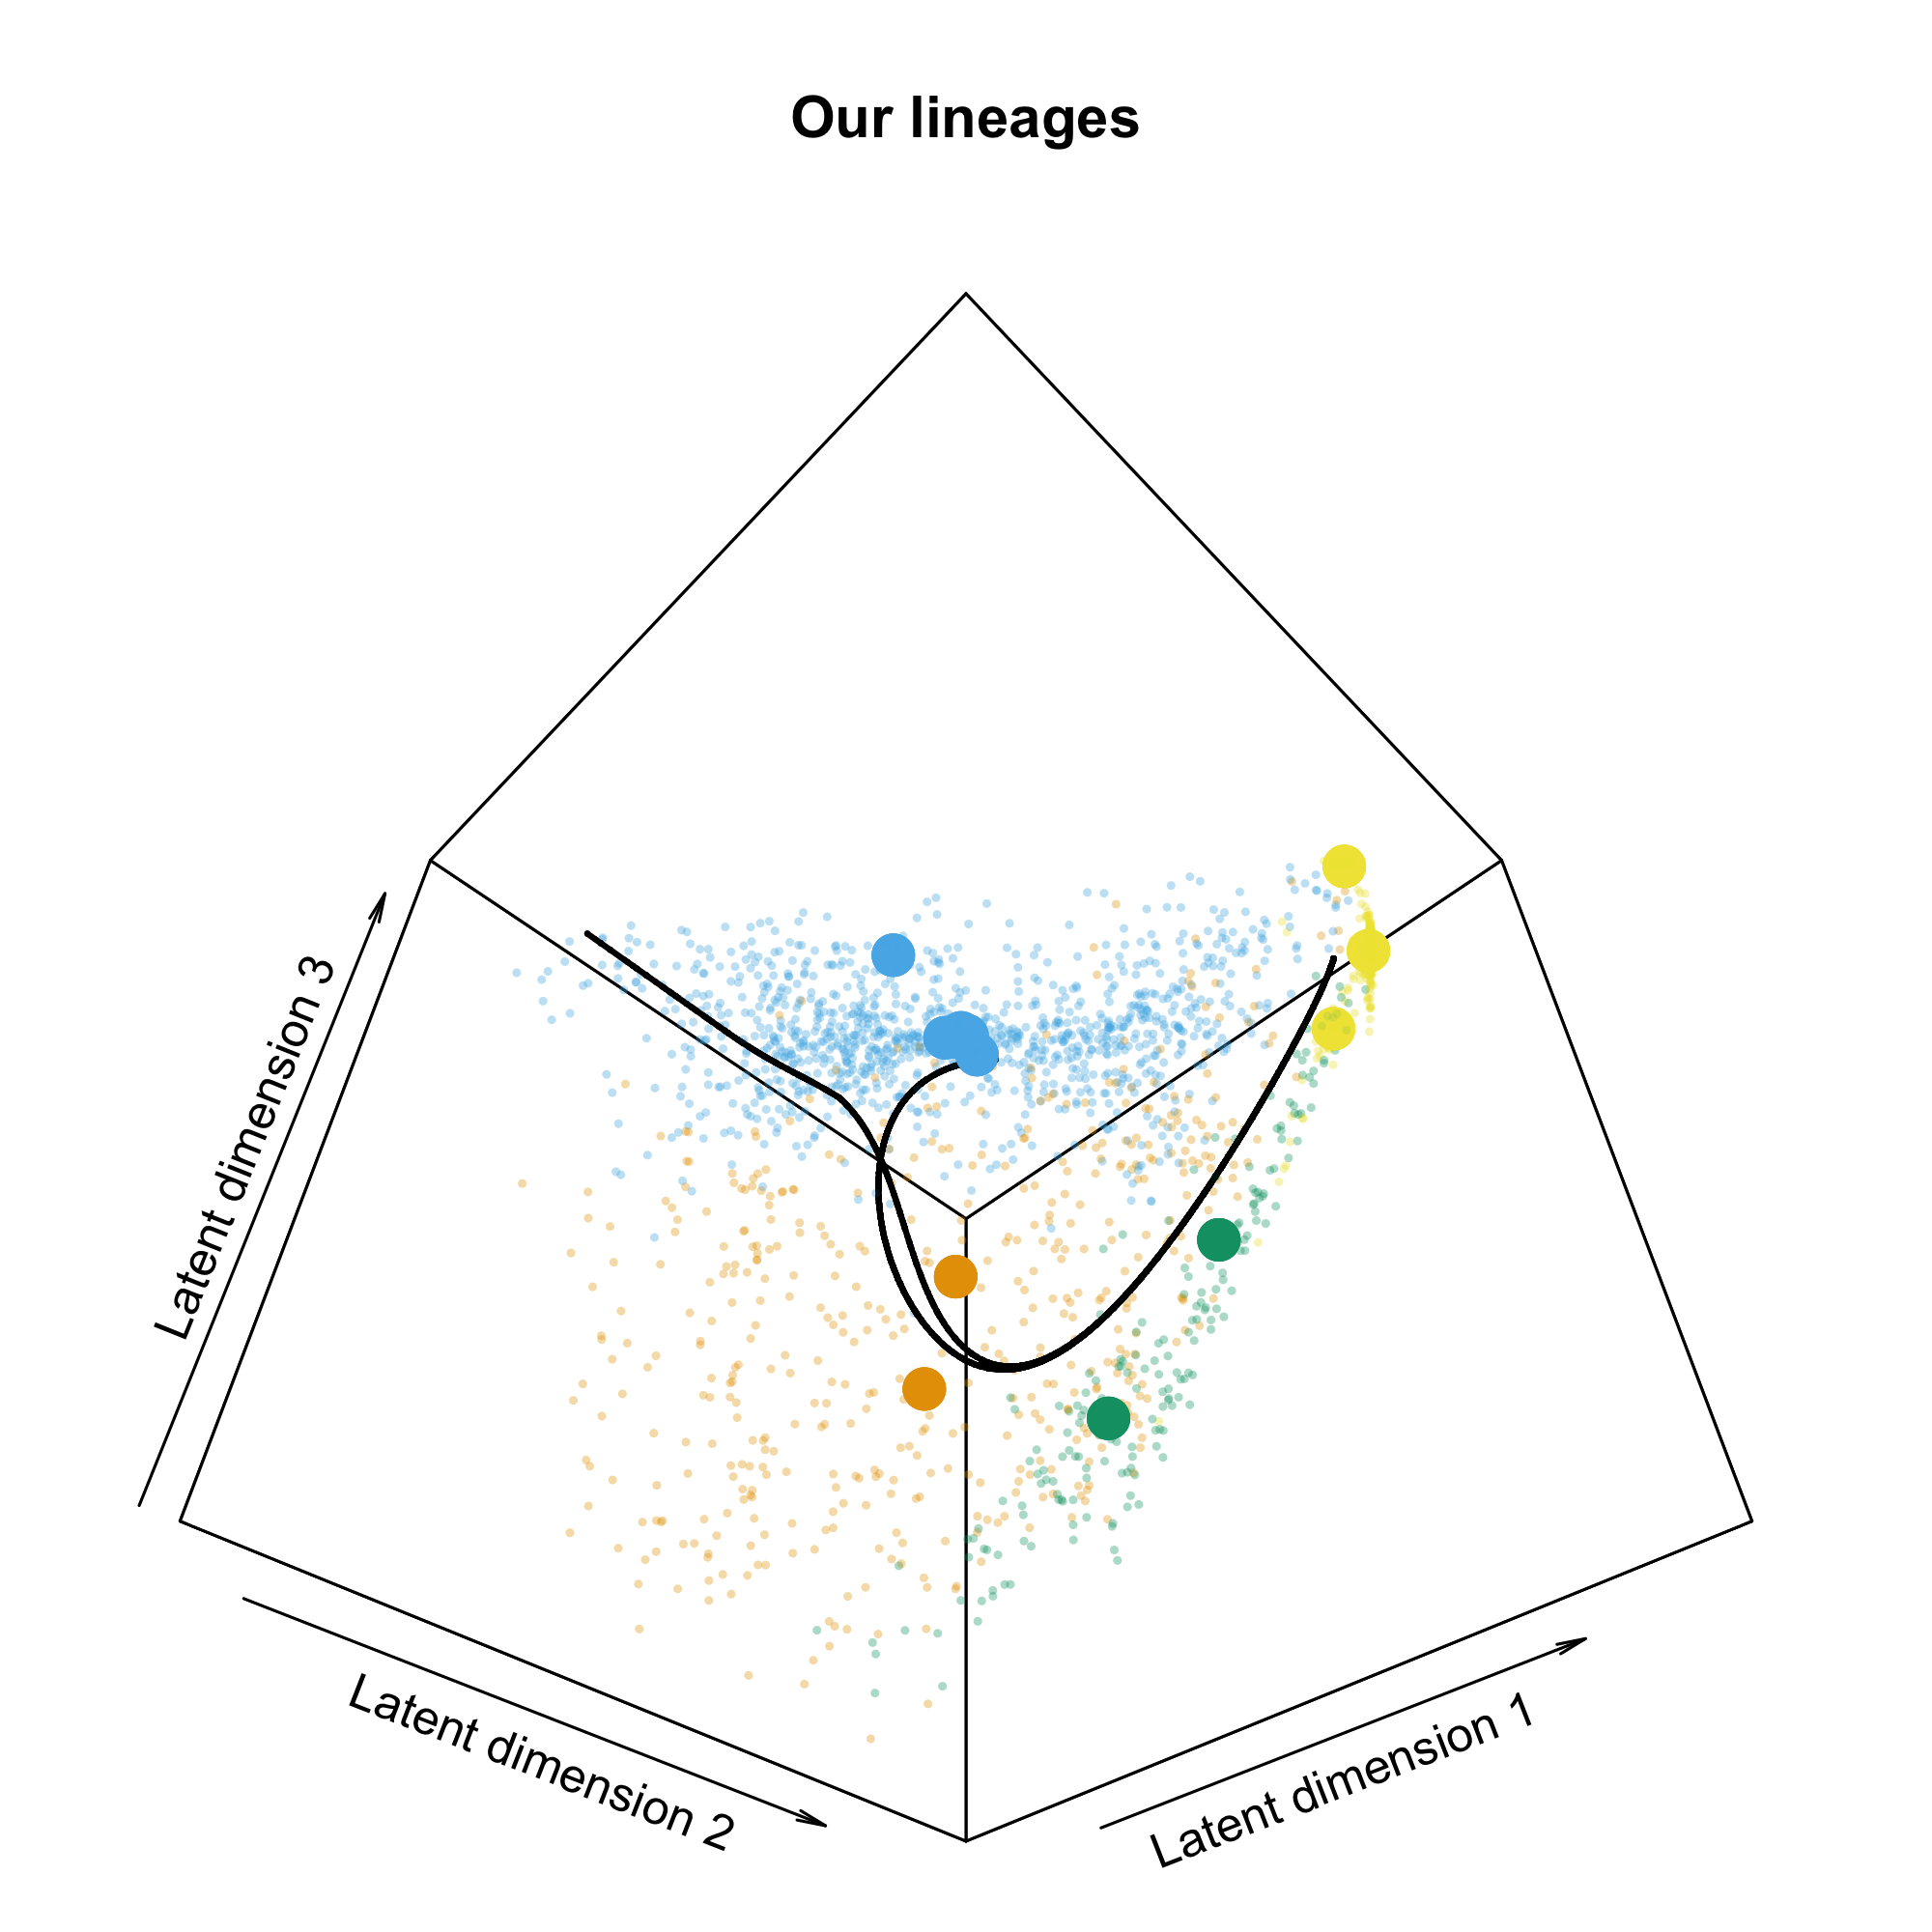 Our lineages
Latent dimension 3
Latent dimension 2
Latent dimension 1